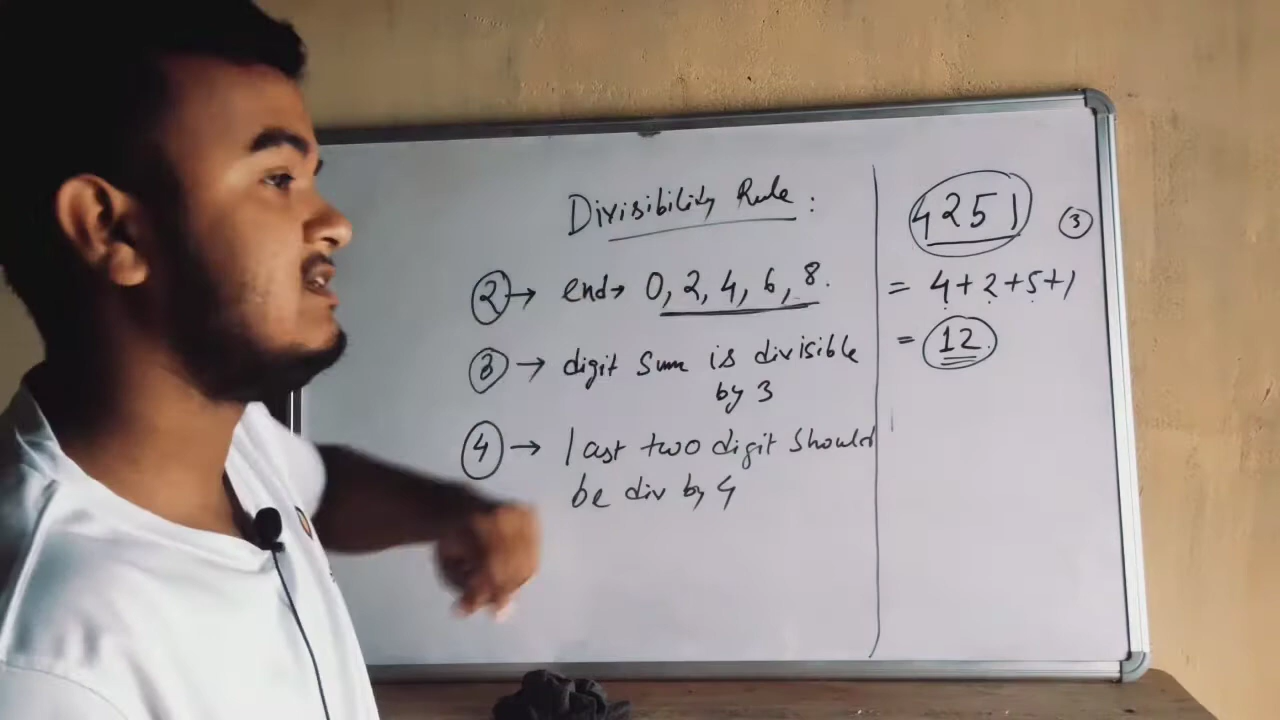 Divisibility Rule :
② → end → 0, 2, 4, 6, 8.
③ → digit sum is divisible
by 3
④ → last two digit should
be div by 4
4251 ③
= 4+2+5+1
= 12